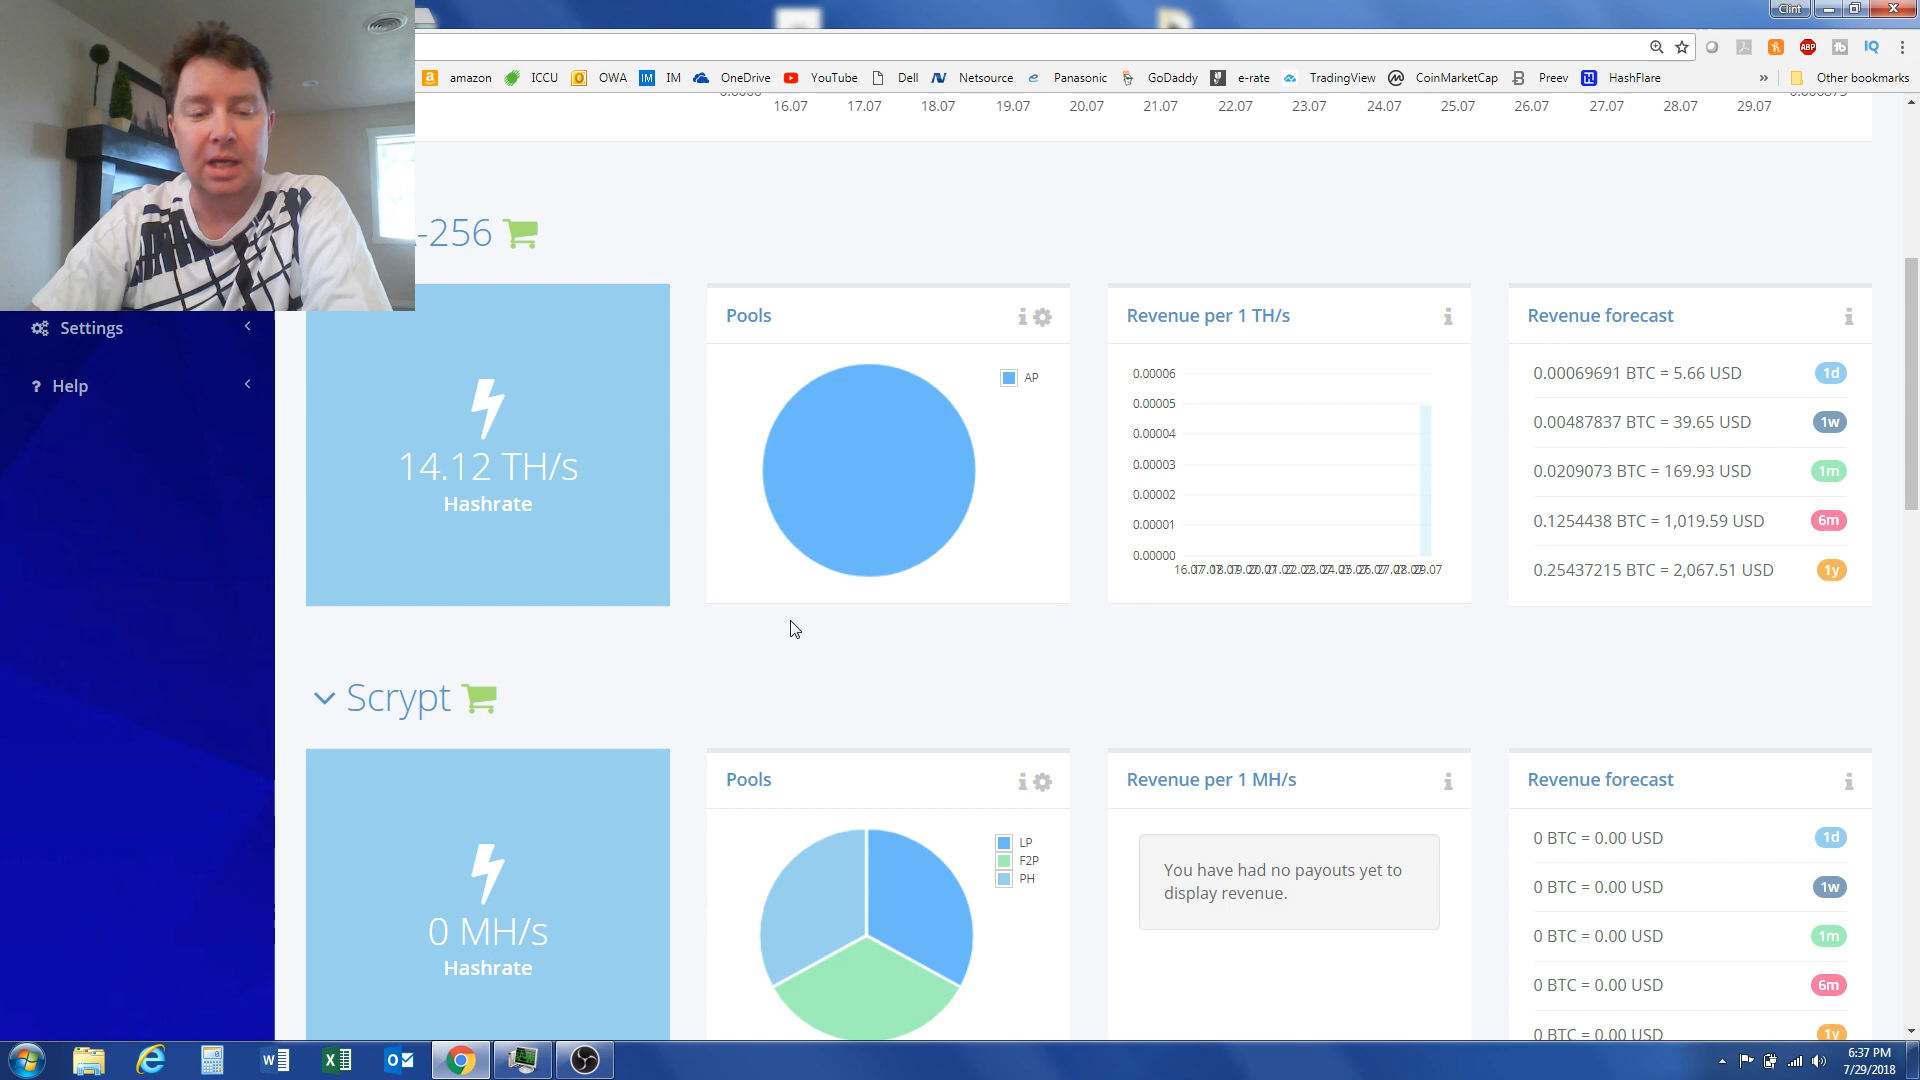 Clint
amazon ICCU OWA IM IM OneDrive YouTube Dell Netsource Panasonic GoDaddy e-rate TradingView CoinMarketCap Preev HashFlare » Other bookmarks
ABP
IQ
16.07 17.07 18.07 19.07 20.07 21.07 22.07 23.07 24.07 25.07 26.07 27.07 28.07 29.07
-256
Settings
? Help
14.12 TH/s
Hashrate
Pools
AP
Revenue per 1 TH/s
0.00006
0.00005
0.00004
0.00003
0.00002
0.00001
0.00000
Revenue forecast
0.00069691 BTC = 5.66 USD 1d
0.00487837 BTC = 39.65 USD 1w
0.0209073 BTC = 169.93 USD 1m
0.1254438 BTC = 1,019.59 USD 6m
0.25437215 BTC = 2,067.51 USD 1y
Scrypt
0 MH/s
Hashrate
Pools
LP
F2P
PH
Revenue per 1 MH/s
You have had no payouts yet to
display revenue.
Revenue forecast
0 BTC = 0.00 USD 1d
0 BTC = 0.00 USD 1w
0 BTC = 0.00 USD 1m
0 BTC = 0.00 USD 6m
0 BTC = 0.00 USD 1y
6:37 PM
7/29/2018